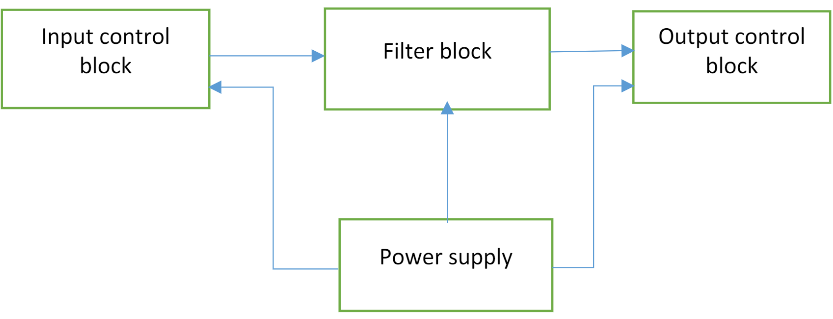 Input control
block
Filter block
Output control
block
Power supply